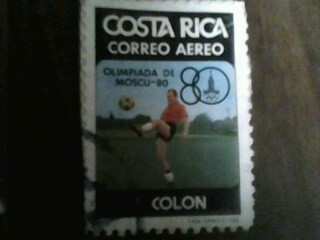 COSTA RICA
CORREO AEREO
OLIMPIADA DE
MOSCU-80
80
COLON